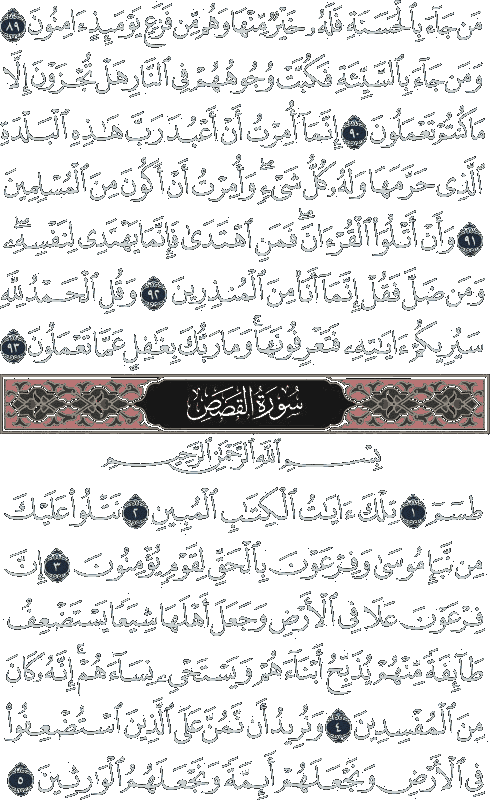 مَن جَآءَ بِٱلْحَسَنَةِ فَلَهُۥ خَيْرٌ مِّنْهَا وَهُم مِّن فَزَعٍ يَوْمَئِذٍ ءَامِنُونَ ٨٩
وَمَن جَآءَ بِٱلسَّيِّئَةِ فَكُبَّتْ وُجُوهُهُمْ فِى ٱلنَّارِ هَلْ تُجْزَوْنَ إِلَّا
مَا كُنتُمْ تَعْمَلُونَ ٩٠ إِنَّمَآ أُمِرْتُ أَنْ أَعْبُدَ رَبَّ هَٰذِهِ ٱلْبَلْدَةِ
ٱلَّذِى حَرَّمَهَا وَلَهُۥ كُلُّ شَىْءٍ ۖ وَأُمِرْتُ أَنْ أَكُونَ مِنَ ٱلْمُسْلِمِينَ
٩١ وَأَنْ أَتْلُوَا۟ ٱلْقُرْءَانَ ۖ فَمَنِ ٱهْتَدَىٰ فَإِنَّمَا يَهْتَدِى لِنَفْسِهِۦ ۖ
وَمَن ضَلَّ فَقُلْ إِنَّمَآ أَنَا۠ مِنَ ٱلْمُنذِرِينَ ٩٢ وَقُلِ ٱلْحَمْدُ لِلَّهِ
سَيُرِيكُمْ ءَايَٰتِهِۦ فَتَعْرِفُونَهَا ۚ وَمَا رَبُّكَ بِغَٰفِلٍ عَمَّا تَعْمَلُونَ ٩٣
سُورَةُ القَصَصِ
بِسْمِ ٱللَّهِ ٱلرَّحْمَٰنِ ٱلرَّحِيمِ
طسٓمٓ ١ تِلْكَ ءَايَٰتُ ٱلْكِتَٰبِ ٱلْمُبِينِ ٢ نَتْلُوا۟ عَلَيْكَ
مِن نَّبَإِ مُوسَىٰ وَفِرْعَوْنَ بِٱلْحَقِّ لِقَوْمٍ يُؤْمِنُونَ ٣ إِنَّ
فِرْعَوْنَ عَلَا فِى ٱلْأَرْضِ وَجَعَلَ أَهْلَهَا شِيَعًا يَسْتَضْعِفُ
طَآئِفَةً مِّنْهُمْ يُذَبِّحُ أَبْنَآءَهُمْ وَيَسْتَحْىِۦ نِسَآءَهُمْ ۚ إِنَّهُۥ كَانَ
مِنَ ٱلْمُفْسِدِينَ ٤ وَنُرِيدُ أَن نَّمُنَّ عَلَى ٱلَّذِينَ ٱسْتُضْعِفُوا۟
فِى ٱلْأَرْضِ وَنَجْعَلَهُمْ أَئِمَّةً وَنَجْعَلَهُمُ ٱلْوَٰرِثِينَ ٥